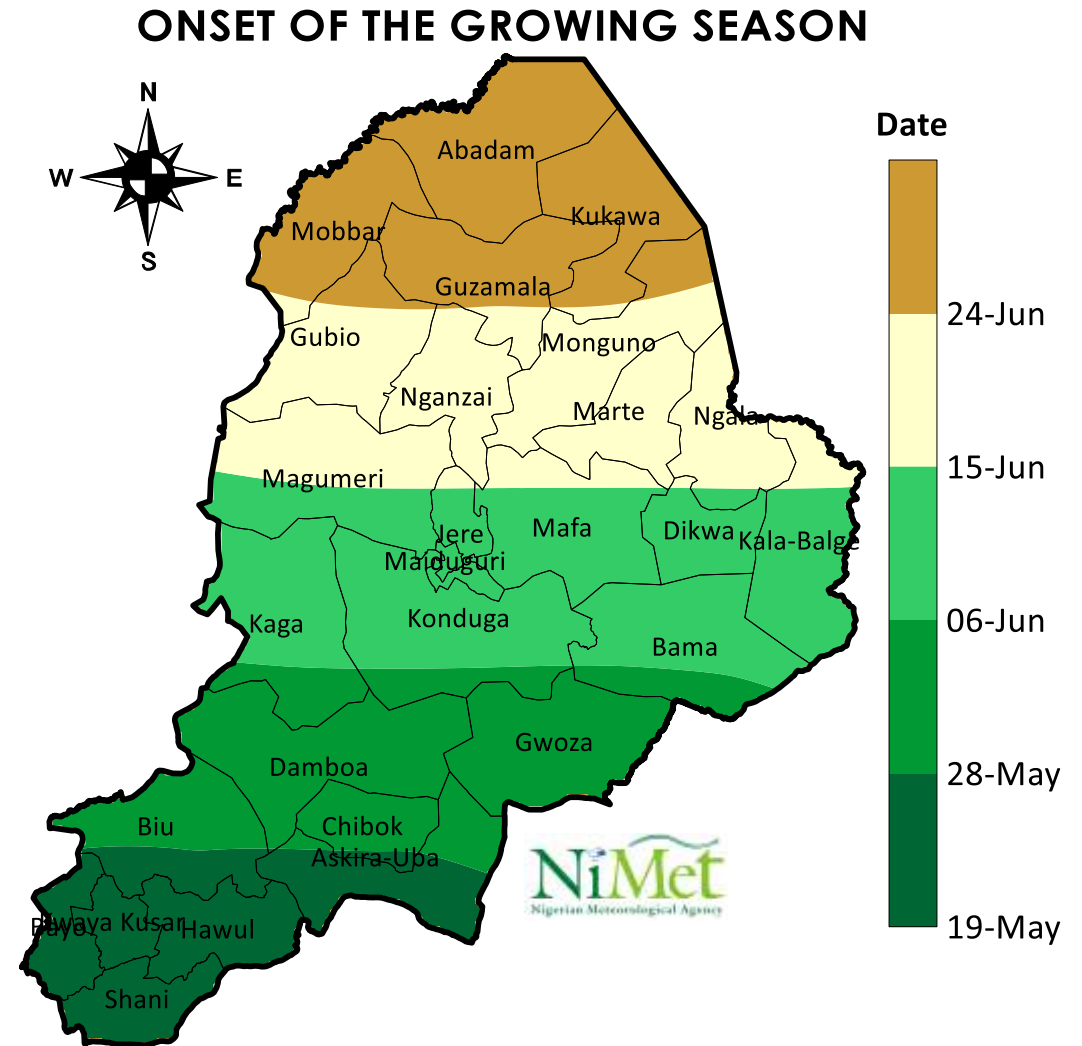 ONSET OF THE GROWING SEASON
N
W
E
S
Date
24-Jun
15-Jun
06-Jun
28-May
19-May
Abadam
Kukawa
Mobbar
Guzamala
Gubio
Monguno
Nganzai
Marte
Ngala
Magumeri
Jere
Mafa
Dikwa
Kala-Balge
Maiduguri
Kaga
Konduga
Bama
Gwoza
Damboa
Biu
Chibok
Askira-Uba
Kusar
Hawul
Shani
NiMet
Nigerian Meteorological Agency